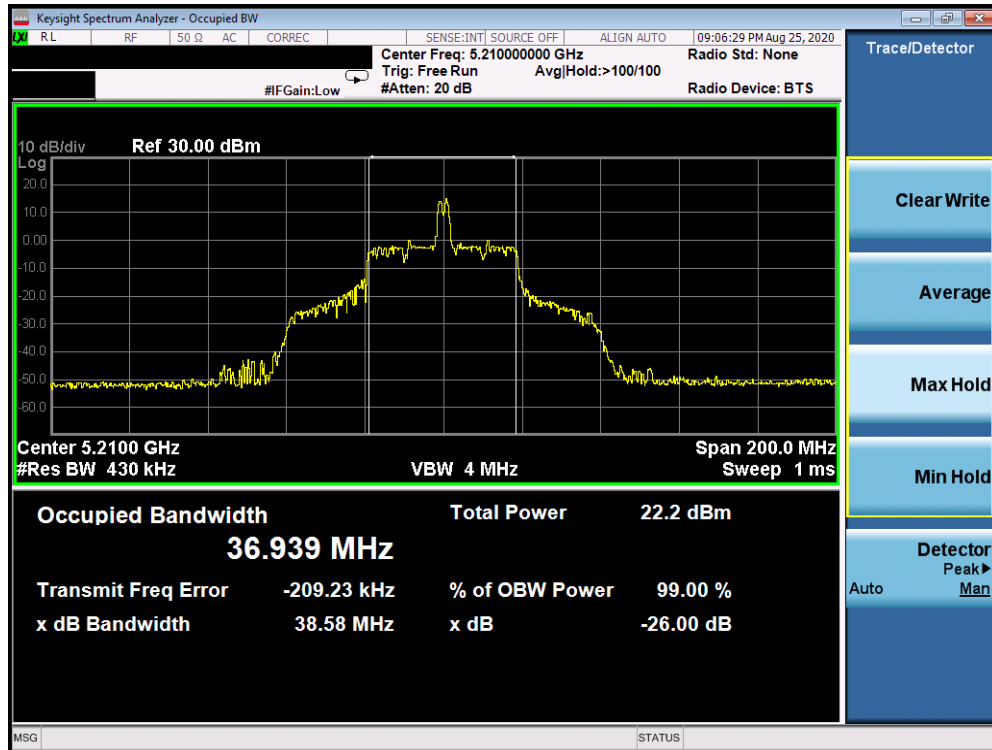 Keysight Spectrum Analyzer - Occupied BW
LXI RL RF 50 Ω AC CORREC SENSE:INT SOURCE OFF ALIGN AUTO 09:06:29 PM Aug 25, 2020
Center Freq: 5.210000000 GHz Radio Std: None
Trig: Free Run Avg|Hold:>100/100
#IFGain:Low #Atten: 20 dB Radio Device: BTS
10 dB/div Ref 30.00 dBm
Log
20.0
10.0
0.00
-10.0
-20.0
-30.0
-40.0
-50.0
-60.0
Center 5.2100 GHz Span 200.0 MHz
#Res BW 430 kHz VBW 4 MHz Sweep 1 ms
Occupied Bandwidth Total Power 22.2 dBm
36.939 MHz
Transmit Freq Error -209.23 kHz % of OBW Power 99.00 %
x dB Bandwidth 38.58 MHz x dB -26.00 dB
MSG STATUS
Trace/Detector
Clear Write
Average
Max Hold
Min Hold
Detector
Peak▶
Auto Man